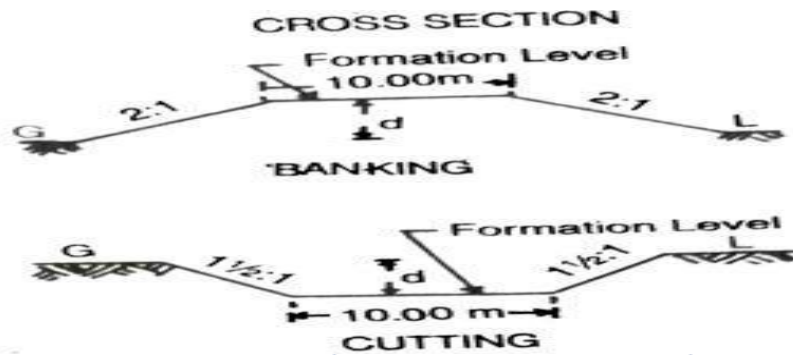 CROSS SECTION
Formation Level
10.00m
2:1
2:1
G
d
L
BANKING
Formation Level
G
L
1½:1
d
1½:1
10.00 m
CUTTING